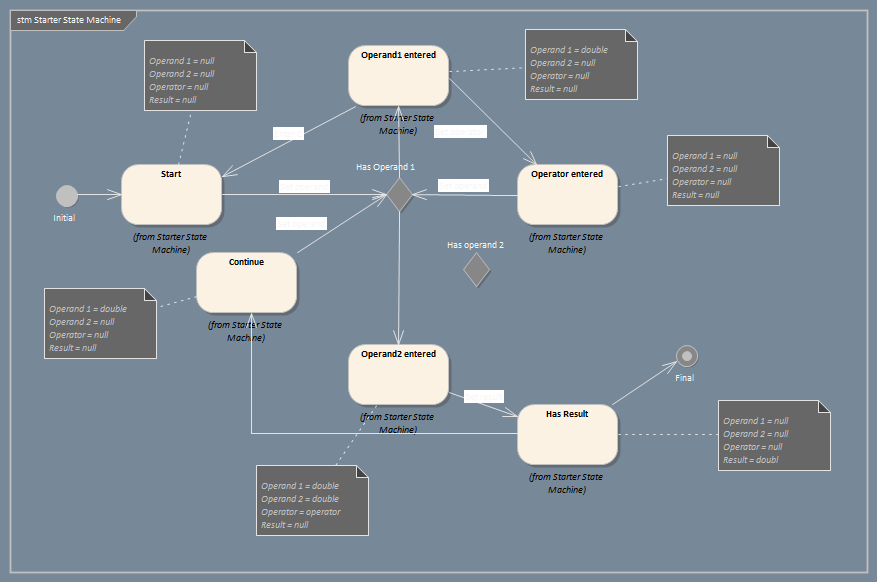 stm Starter State Machine
Operand 1 = null
Operand 2 = null
Operator = null
Result = null
Operand1 entered
(from Starter State
Machine)
Operand 1 = double
Operand 2 = null
Operator = null
Result = null
Has Operand 1
Initial
Start
(from Starter State
Machine)
Operator entered
(from Starter State
Machine)
Operand 1 = null
Operand 2 = null
Operator = null
Result = null
Has operand 2
Continue
(from Starter State
Machine)
Operand 1 = double
Operand 2 = null
Operator = null
Result = null
Operand2 entered
(from Starter State
Machine)
Final
Has Result
(from Starter State
Machine)
Operand 1 = null
Operand 2 = null
Operator = null
Result = doubl
Operand 1 = double
Operand 2 = double
Operator = operator
Result = null